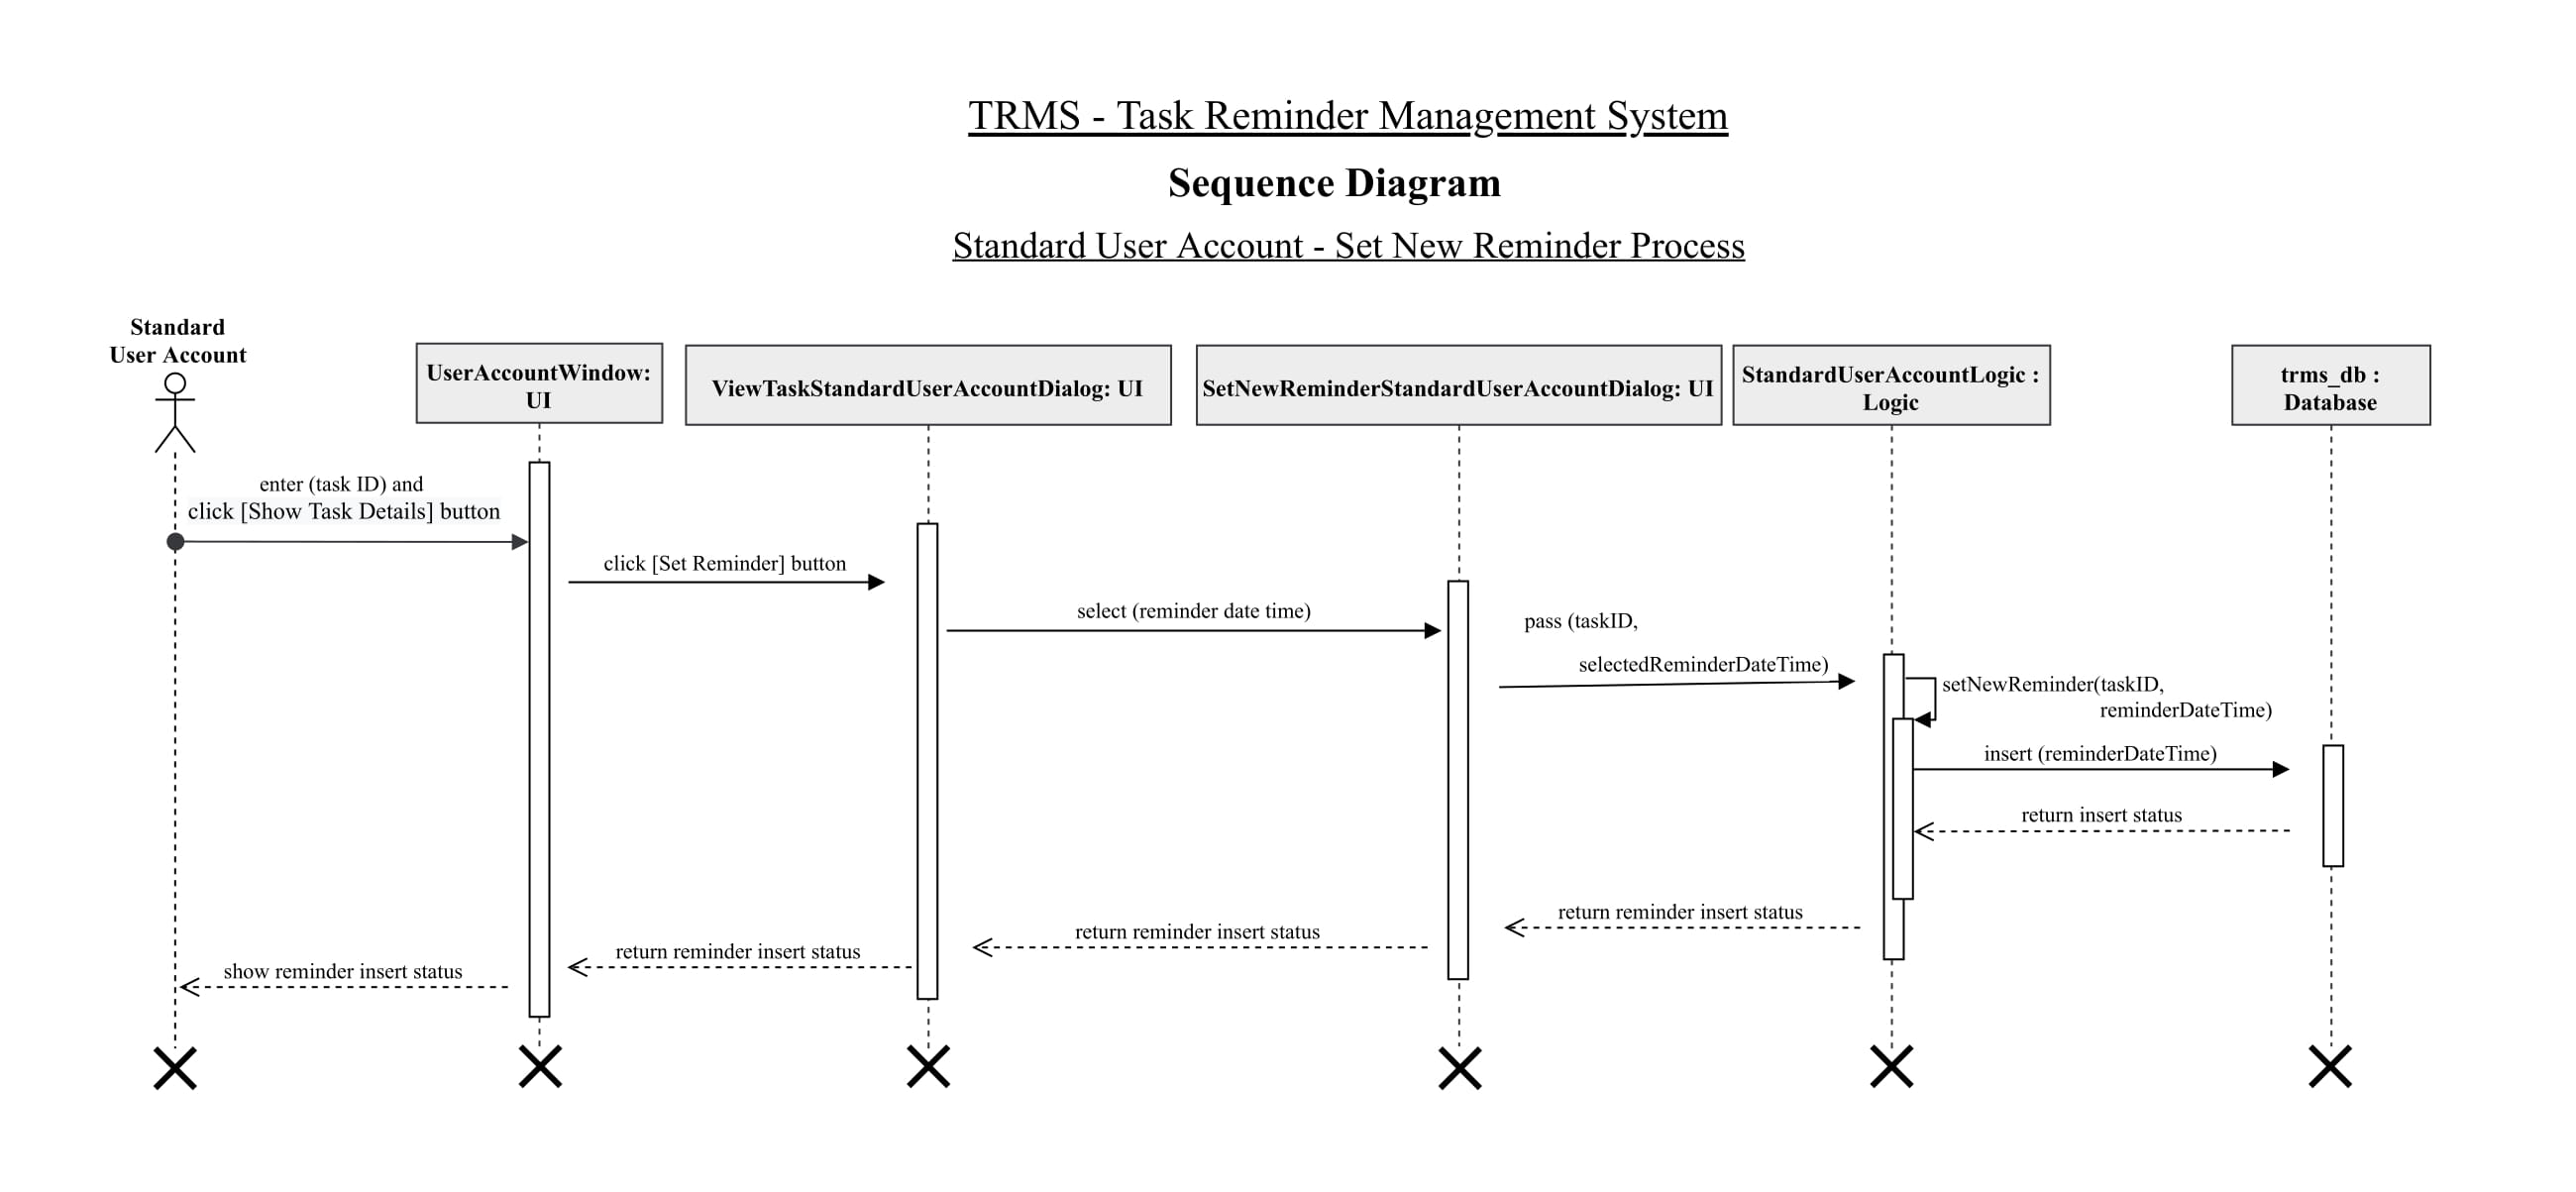 TRMS - Task Reminder Management System
Sequence Diagram
Standard User Account - Set New Reminder Process
Standard
User Account
UserAccountWindow:
UI
ViewTaskStandardUserAccountDialog: UI
SetNewReminderStandardUserAccountDialog: UI
StandardUserAccountLogic :
Logic
trms_db :
Database
enter (task ID) and
click [Show Task Details] button
click [Set Reminder] button
select (reminder date time)
pass (taskID,
selectedReminderDateTime)
setNewReminder(taskID,
reminderDateTime)
insert (reminderDateTime)
return insert status
return reminder insert status
return reminder insert status
return reminder insert status
show reminder insert status